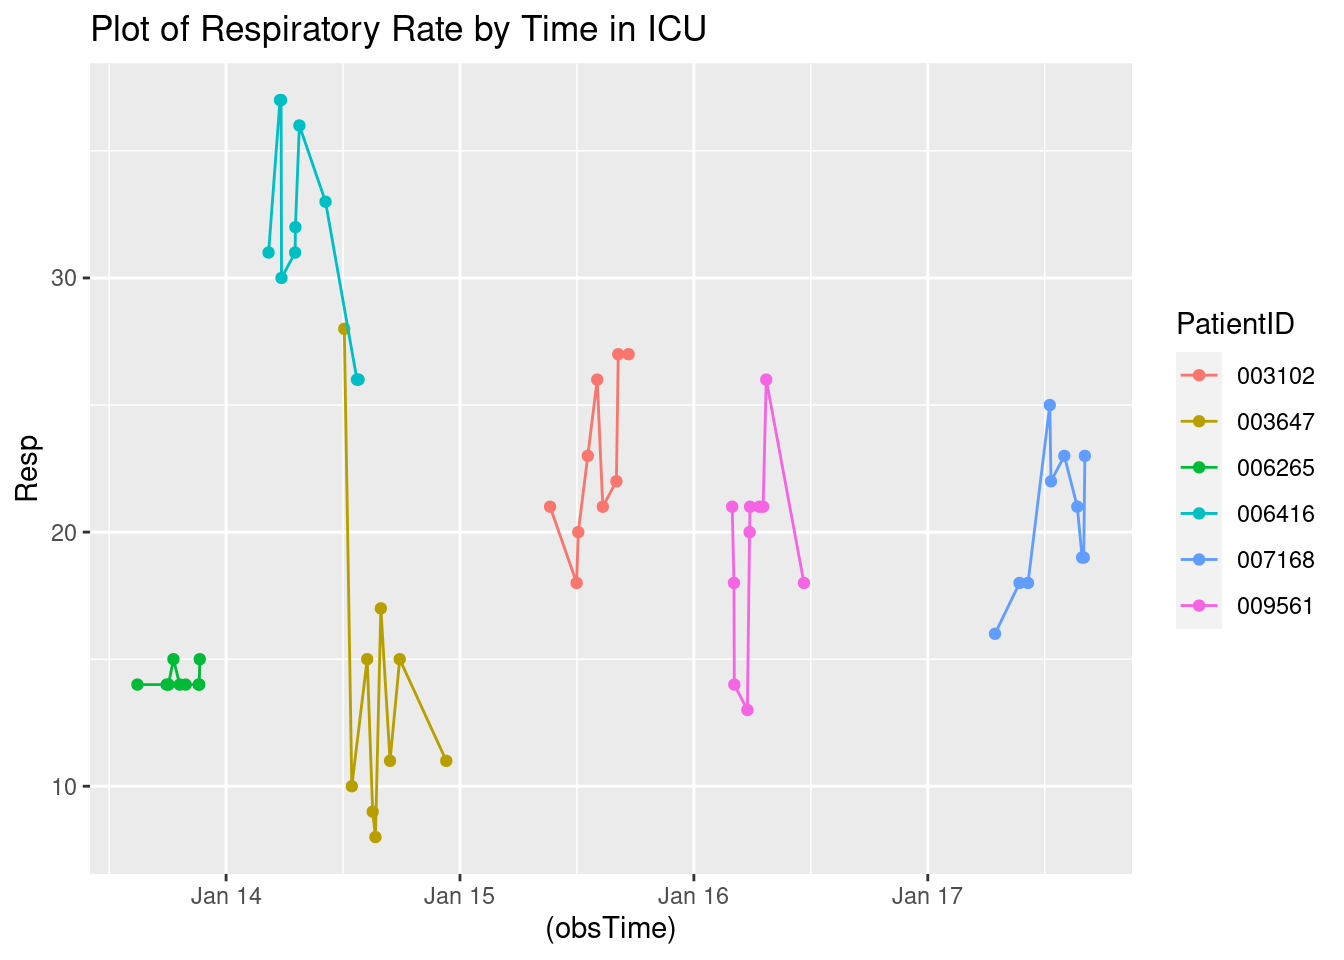 Plot of Respiratory Rate by Time in ICU
Resp
30
20
10
Jan 14
Jan 15
Jan 16
Jan 17
(obsTime)
PatientID
003102
003647
006265
006416
007168
009561